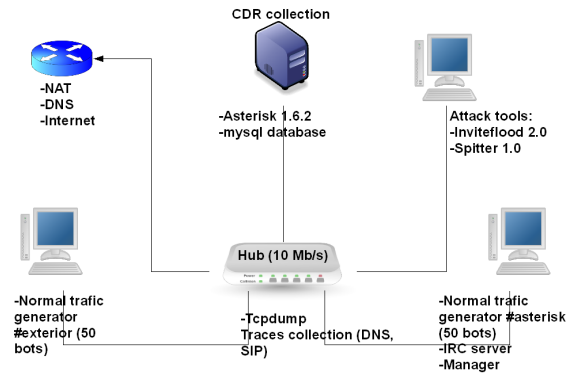 CDR collection
-NAT
-DNS
-Internet
-Asterisk 1.6.2
-mysql database
Attack tools:
-Inviteflood 2.0
-Spitter 1.0
Hub (10 Mb/s)
-Normal trafic
generator
#exterior (50
bots)
-Tcpdump
Traces collection (DNS,
SIP)
-Normal trafic
generator #asterisk
(50 bots)
-IRC server
-Manager